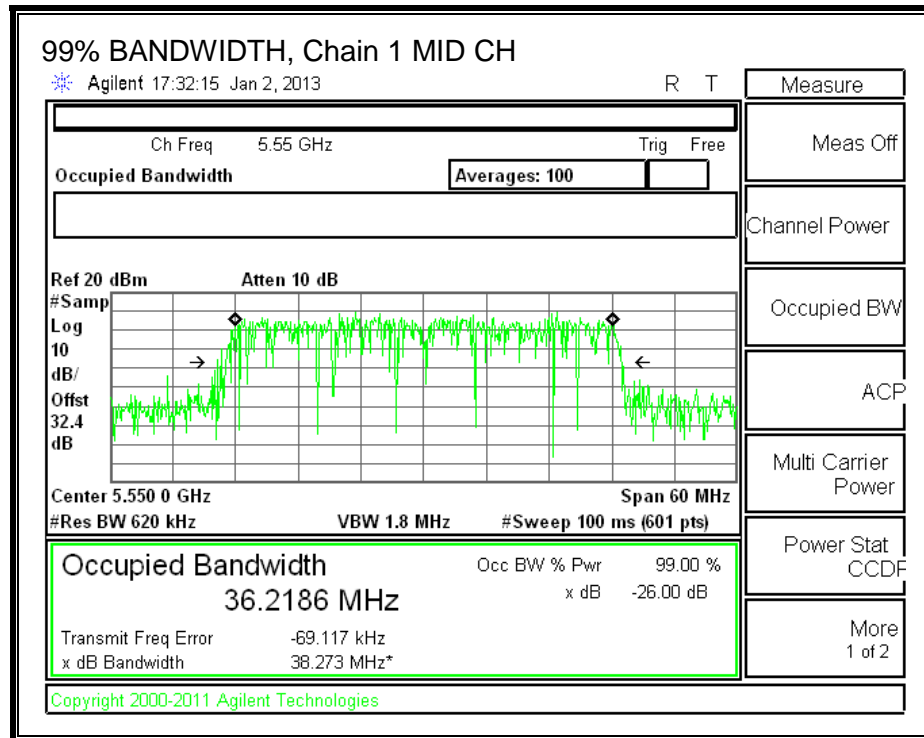 99% BANDWIDTH, Chain 1 MID CH
Agilent 17:32:15 Jan 2, 2013 R T
Measure
Ch Freq 5.55 GHz Trig Free
Meas Off
Occupied Bandwidth Averages: 100
Channel Power
Ref 20 dBm Atten 10 dB
#Samp
Log
10
dB/
Offst
32.4
dB
Occupied BW
ACP
Center 5.550 0 GHz Span 60 MHz
#Res BW 620 kHz VBW 1.8 MHz #Sweep 100 ms (601 pts)
Multi Carrier
Power
Occupied Bandwidth Occ BW % Pwr 99.00 %
36.2186 MHz x dB -26.00 dB
Power Stat
CCDF
Transmit Freq Error -69.117 kHz
x dB Bandwidth 38.273 MHz*
More
1 of 2
Copyright 2000-2011 Agilent Technologies